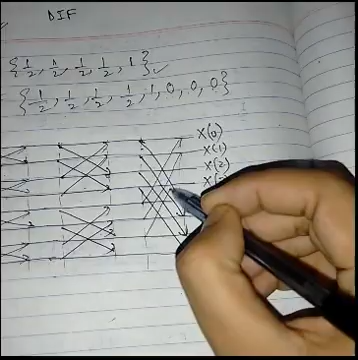 DIF
{1/2, 1/2, 1/2, 1/2, 1}
{1/2, 1/2, 1/2, 1/2, 1, 0, 0, 0}
X(0)
X(1)
X(2)